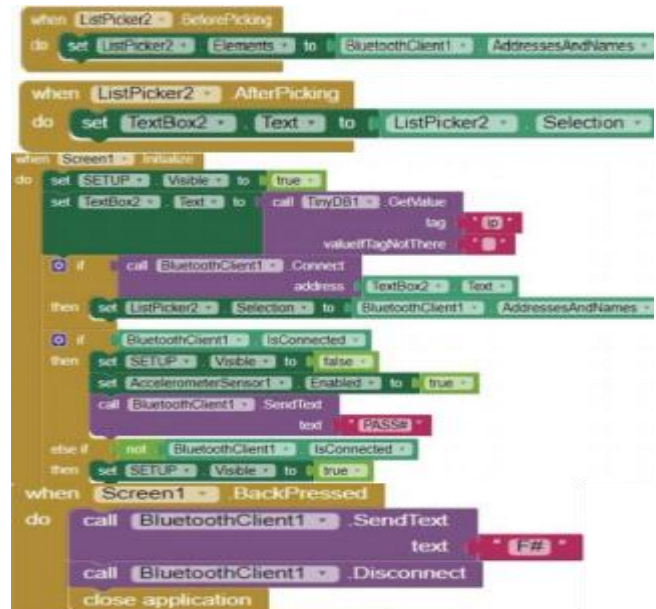 when ListPicker2 .BeforePicking
do set ListPicker2 . Elements to BluetoothClient1 . AddressesAndNames
when ListPicker2 .AfterPicking
do set TextBox2 . Text to ListPicker2 . Selection
when Screen1 .Initialize
do set SETUP . Visible to true
set TextBox2 . Text to call TinyDB1 .GetValue
tag " ip "
valueIfTagNotThere " "
if call BluetoothClient1 .Connect
address TextBox2 . Text
then set ListPicker2 . Selection to BluetoothClient1 . AddressesAndNames
if BluetoothClient1 . IsConnected
then set SETUP . Visible to false
set AccelerometerSensor1 . Enabled to true
call BluetoothClient1 .SendText
text " PASS# "
else if not BluetoothClient1 . IsConnected
then set SETUP . Visible to true
when Screen1 .BackPressed
do call BluetoothClient1 .SendText
text " F# "
call BluetoothClient1 .Disconnect
close application